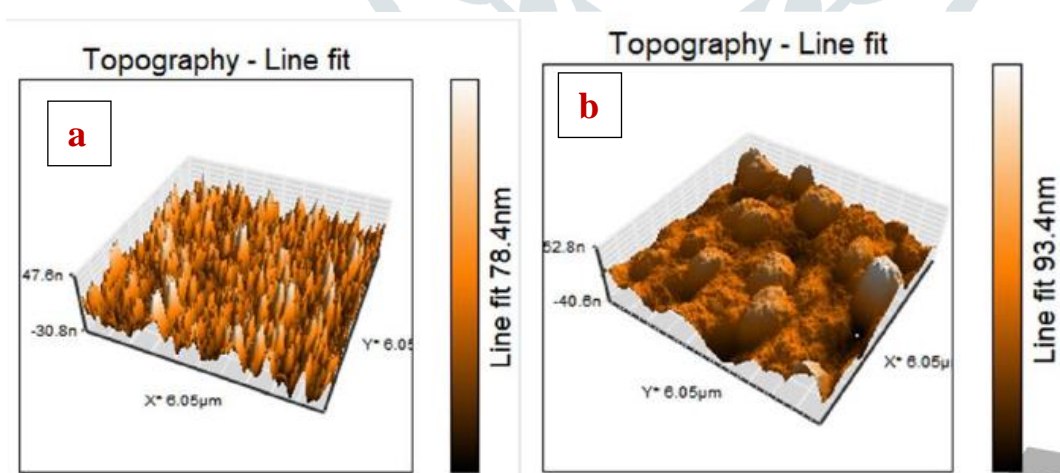 Topography - Line fit
a
47.6n
-30.8n
X* 6.05µm
Y* 6.05
Line fit 78.4nm
Topography - Line fit
b
52.8n
-40.6n
Y* 6.05µm
X* 6.05µ
Line fit 93.4nm